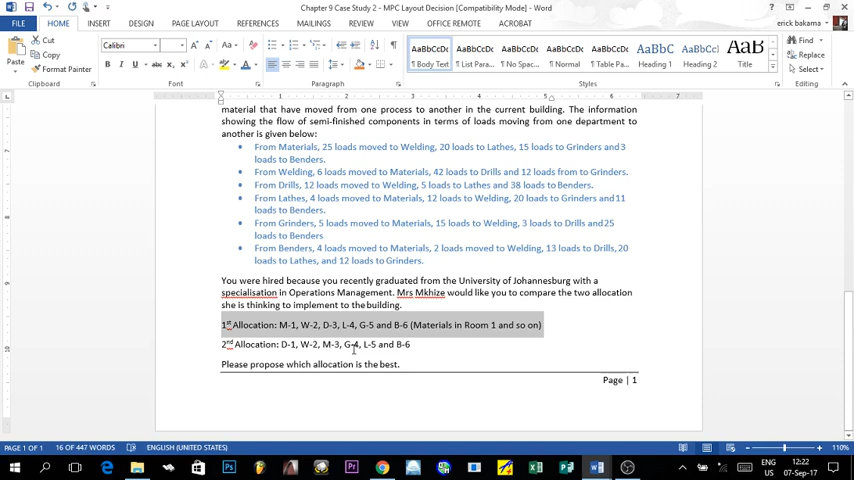 Chapter 9 Case Study 2 - MPC Layout Decision [Compatibility Mode] - Word
FILE HOME INSERT DESIGN PAGE LAYOUT REFERENCES MAILINGS REVIEW VIEW OFFICE REMOTE ACROBAT erick bakama
Cut
Copy
Format Painter
Paste
Clipboard
Calibri
Font
Paragraph
AaBbCcDc AaBbCcDc AaBbCcDc AaBbCcDc AaBbC AaBbCc AaB
¶ Body Text ¶ List Para... ¶ No Spac... ¶ Table Pa... Heading 1 Heading 2 Title
Styles
Find
Replace
Select
Editing
material that have moved from one process to another in the current building. The information
showing the flow of semi-finished components in terms of loads moving from one department to
another is given below:
• From Materials, 25 loads moved to Welding, 20 loads to Lathes, 15 loads to Grinders and 3
loads to Benders.
• From Welding, 6 loads moved to Materials, 42 loads to Drills and 12 loads from to Grinders.
• From Drills, 12 loads moved to Welding, 5 loads to Lathes and 38 loads to Benders.
• From Lathes, 4 loads moved to Materials, 12 loads to Welding, 20 loads to Grinders and 11
loads to Benders.
• From Grinders, 5 loads moved to Materials, 15 loads to Welding, 3 loads to Drills and 25
loads to Benders
• From Benders, 4 loads moved to Materials, 2 loads moved to Welding, 13 loads to Drills, 20
loads to Lathes, and 12 loads to Grinders.
You were hired because you recently graduated from the University of Johannesburg with a
specialisation in Operations Management. Mrs Mkhize would like you to compare the two allocation
she is thinking to implement to the building.
1st Allocation: M-1, W-2, D-3, L-4, G-5 and B-6 (Materials in Room 1 and so on)
2nd Allocation: D-1, W-2, M-3, G-4, L-5 and B-6
Please propose which allocation is the best.
Page | 1
PAGE 1 OF 1 16 OF 447 WORDS ENGLISH (UNITED STATES) 110%
ENG 12:22
US 07-Sep-17